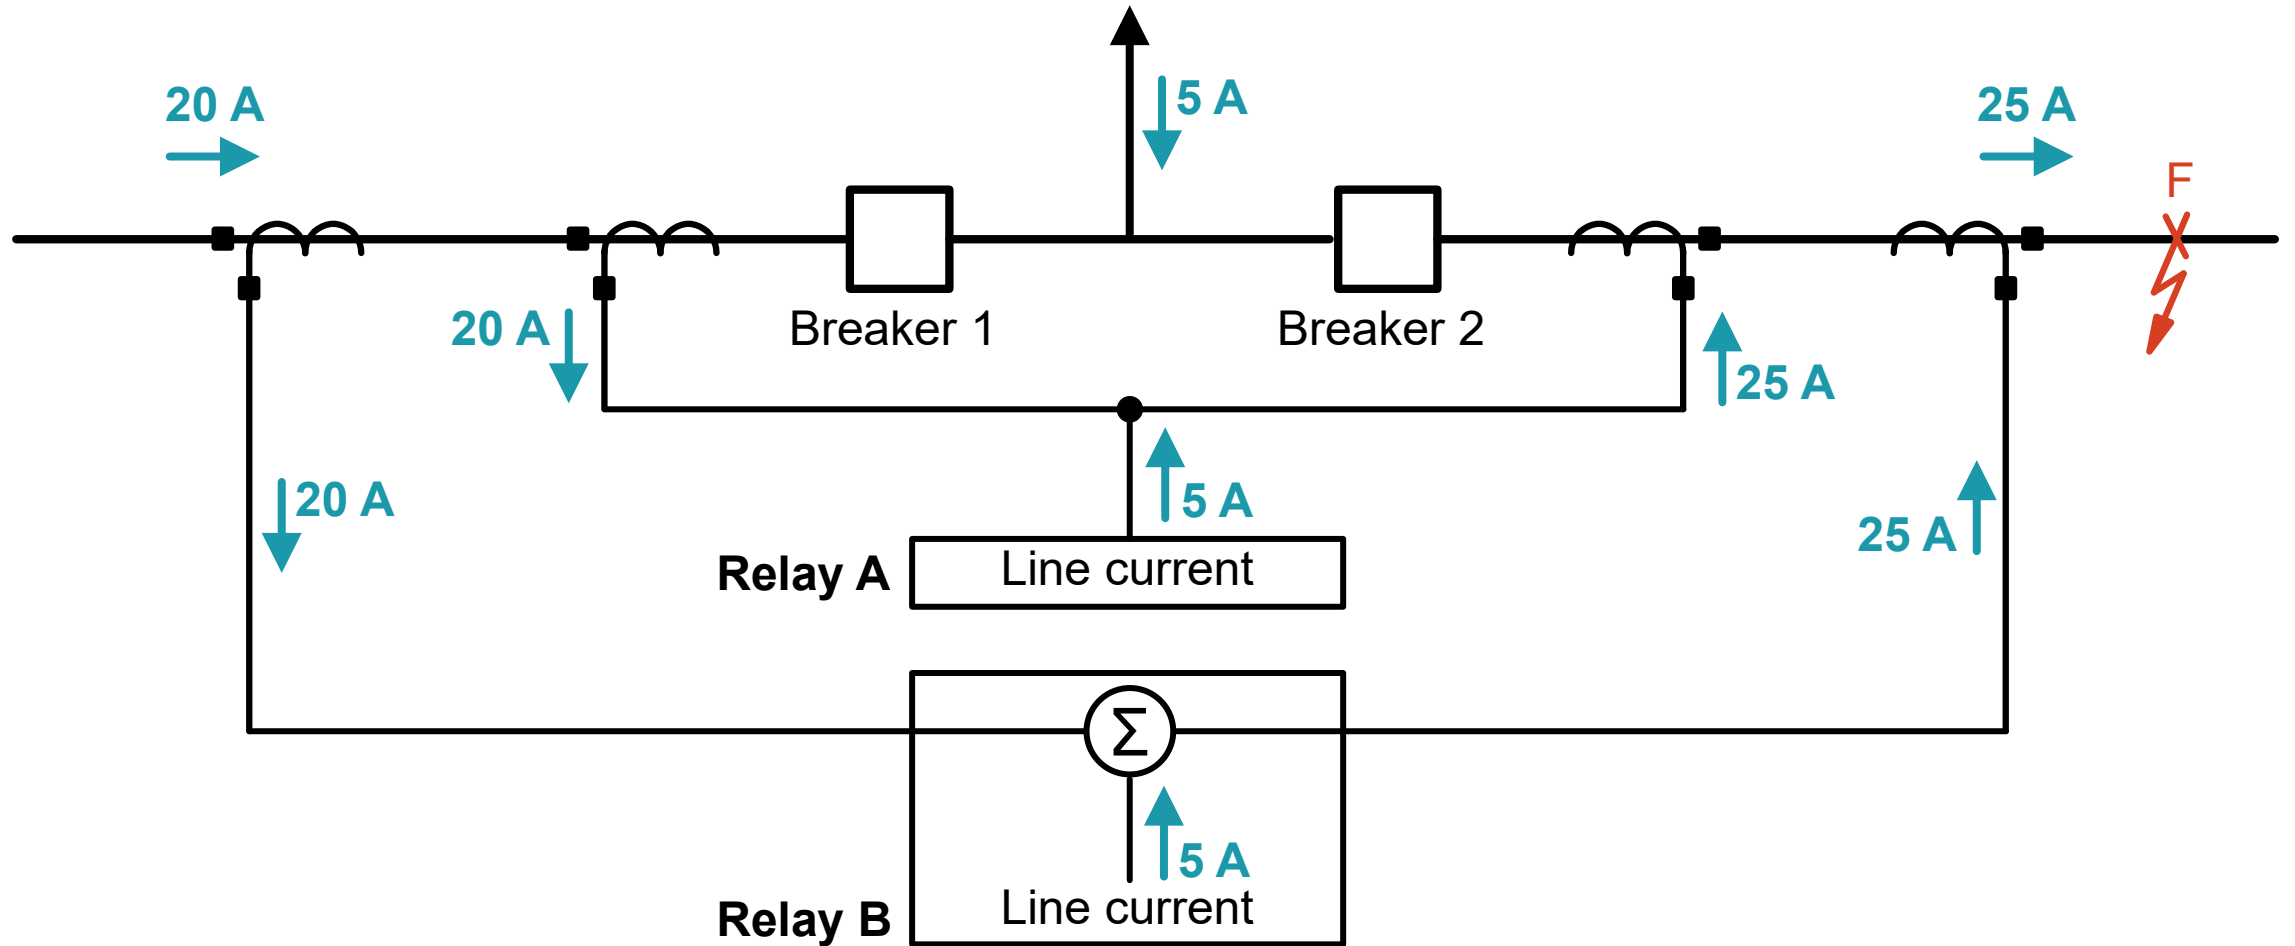 20 A
5 A
25 A
F
Breaker 1
Breaker 2
20 A
25 A
20 A
5 A
25 A
Relay A
Line current
Σ
5 A
Line current
Relay B